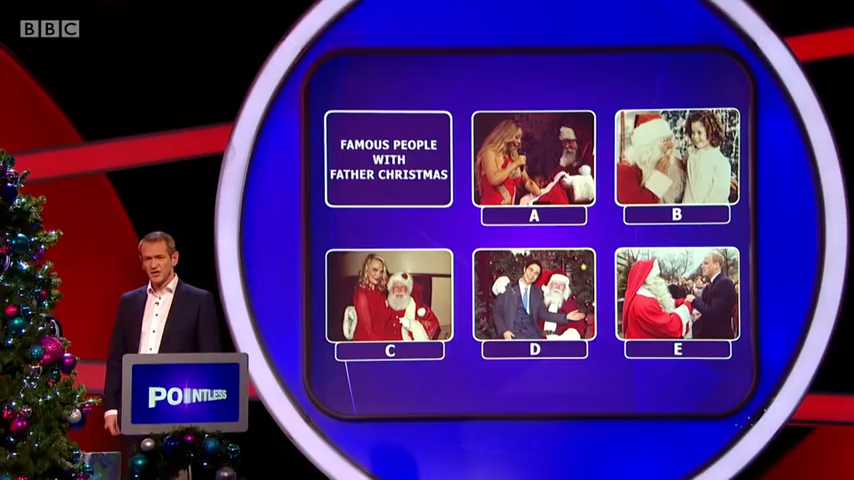 BBC
FAMOUS PEOPLE
WITH
FATHER CHRISTMAS
A
B
C
D
E
POINTLESS